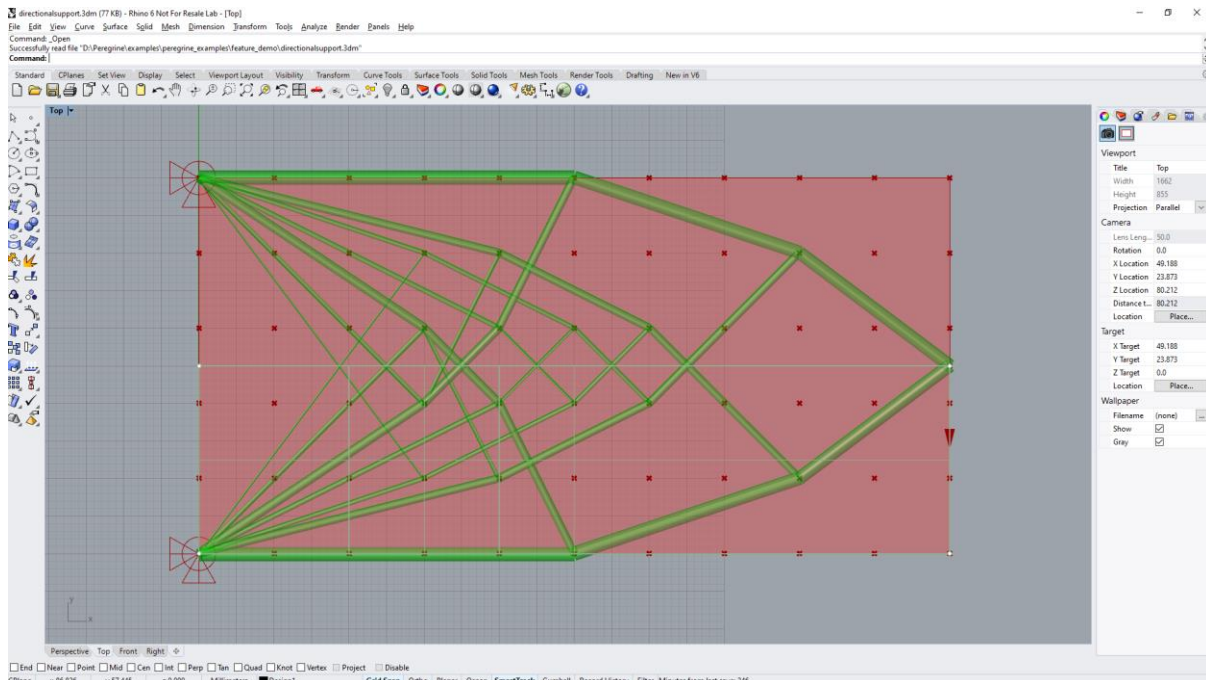 directionalsupport.3dm (77 KB) - Rhino 6 Not For Resale Lab - [Top]
File Edit View Curve Surface Solid Mesh Dimension Transform Tools Analyze Render Panels Help
Command: _Open
Successfully read file "D:\Peregrine\examples\peregrine_examples\feature_demo\directionalsupport.3dm"
Command:
Standard CPlanes Set View Display Select Viewport Layout Visibility Transform Curve Tools Surface Tools Solid Tools Mesh Tools Render Tools Drafting New in V6
Top
Viewport
Title Top
Width 1662
Height 855
Projection Parallel
Camera
Lens Leng... 50.0
Rotation 0.0
X Location 49.188
Y Location 23.873
Z Location 80.212
Distance t... 80.212
Location Place...
Target
X Target 49.188
Y Target 23.873
Z Target 0.0
Location Place...
Wallpaper
Filename (none) ...
Show
Gray
y
x
Perspective Top Front Right
End Near Point Mid Cen Int Perp Tan Quad Knot Vertex Project Disable